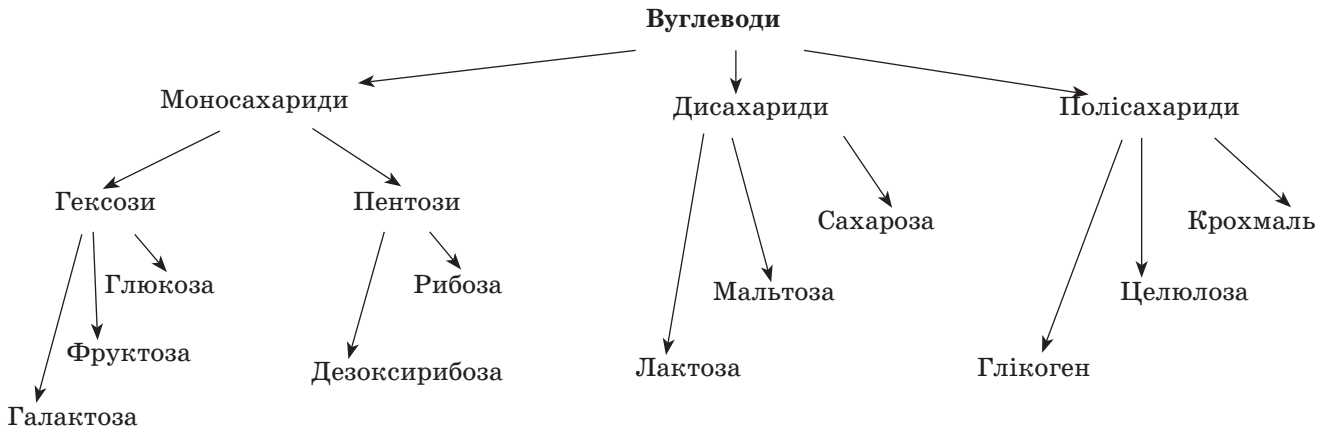 Вуглеводи
Моносахариди
Дисахариди
Полісахариди
Гексози
Пентози
Сахароза
Крохмаль
Глюкоза
Рибоза
Мальтоза
Целюлоза
Фруктоза
Дезоксирибоза
Лактоза
Глікоген
Галактоза